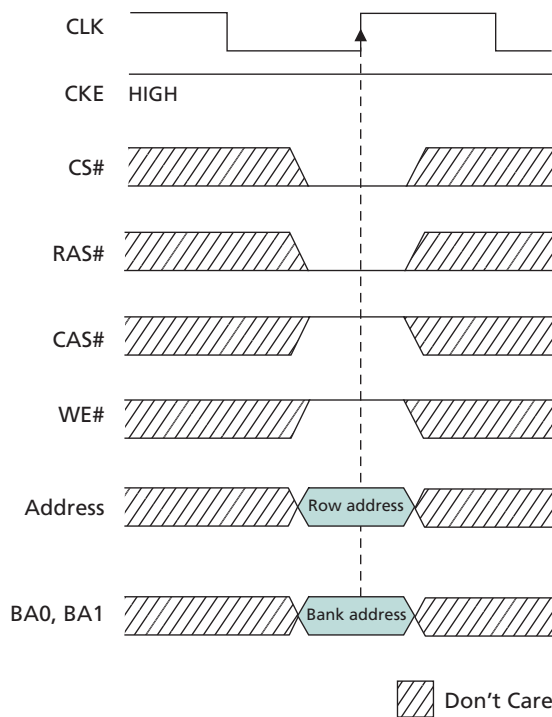 CLK
CKE HIGH
CS#
RAS#
CAS#
WE#
Address Row address
BA0, BA1 Bank address
Don't Care